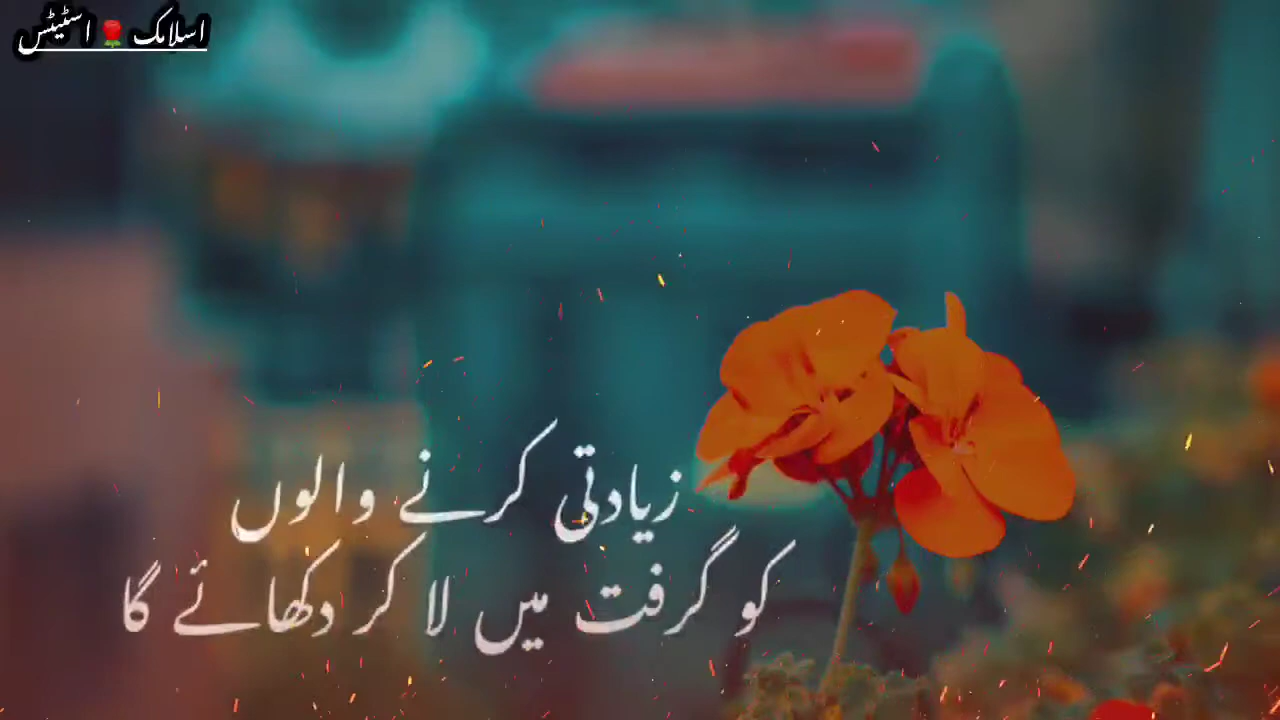 اسلامک🌹اسٹیٹس
زیادتی کرنے والوں
کو گرفت میں لا کر دکھائے گا